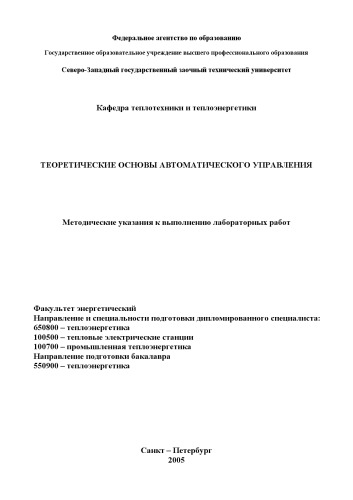 Федеральное агентство по образованию
Государственное образовательное учреждение высшего профессионального образования
Северо-Западный государственный заочный технический университет
Кафедра теплотехники и теплоэнергетики
ТЕОРЕТИЧЕСКИЕ ОСНОВЫ АВТОМАТИЧЕСКОГО УПРАВЛЕНИЯ
Методические указания к выполнению лабораторных работ
Факультет энергетический
Направление и специальности подготовки дипломированного специалиста:
650800 – теплоэнергетика
100500 – тепловые электрические станции
100700 – промышленная теплоэнергетика
Направление подготовки бакалавра
550900 – теплоэнергетика
Санкт – Петербург
2005